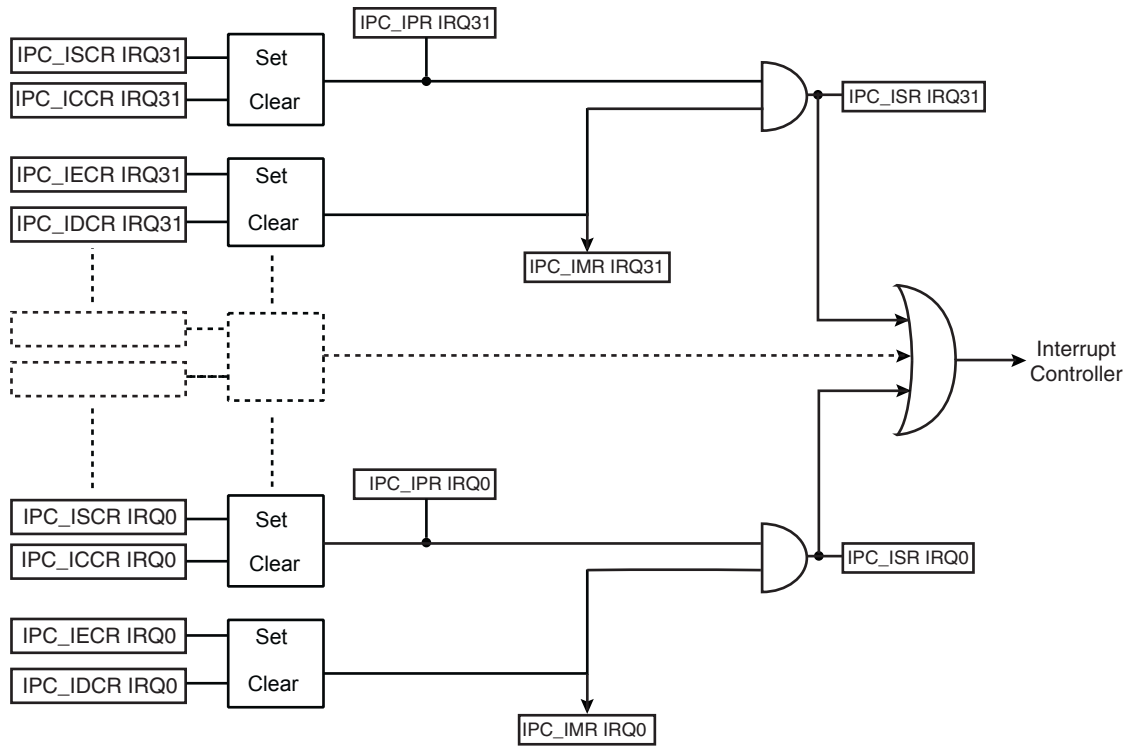 IPC_IPR IRQ31
IPC_ISCR IRQ31
Set
IPC_ICCR IRQ31
Clear
IPC_ISR IRQ31
IPC_IECR IRQ31
Set
IPC_IDCR IRQ31
Clear
IPC_IMR IRQ31
Interrupt
Controller
IPC_IPR IRQ0
IPC_ISCR IRQ0
Set
IPC_ICCR IRQ0
Clear
IPC_ISR IRQ0
IPC_IECR IRQ0
Set
IPC_IDCR IRQ0
Clear
IPC_IMR IRQ0